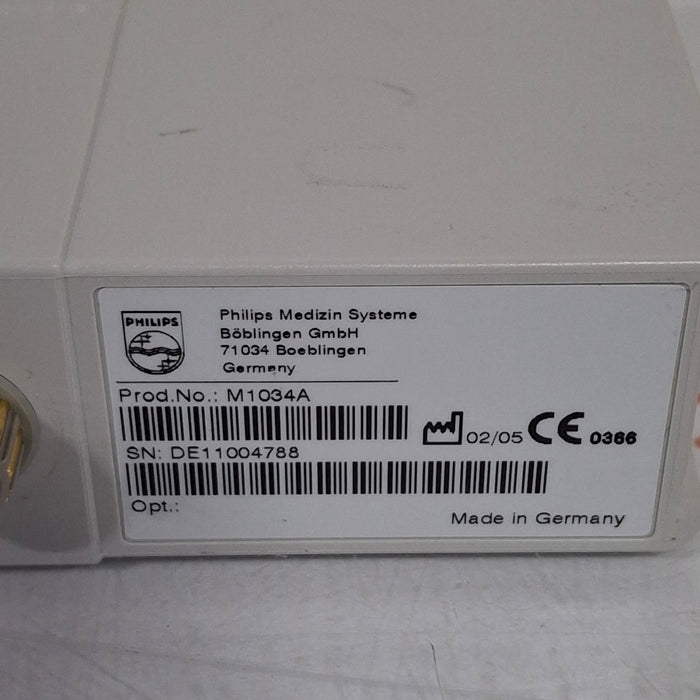 PHILIPS
Philips Medizin Systeme
Böblingen GmbH
71034 Boeblingen
Germany
Prod.No.: M1034A
02/05 CE 0366
SN: DE11004788
Opt.:
Made in Germany